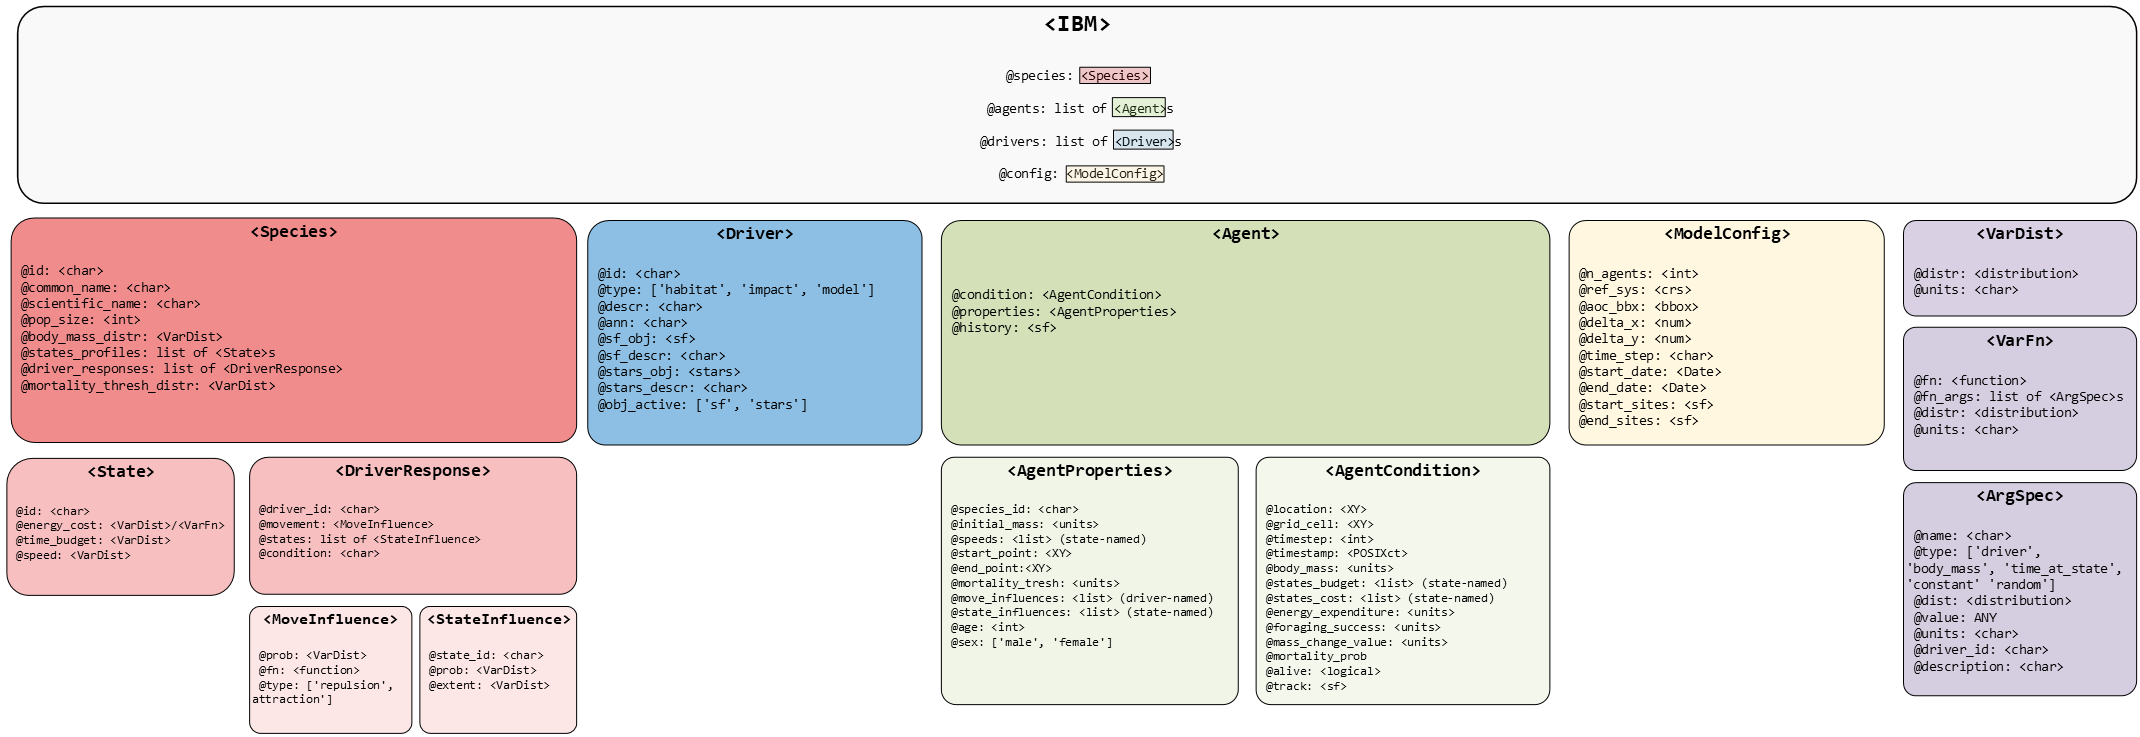 <IBM>
@species: <Species>
@agents: list of <Agent>s
@drivers: list of <Driver>s
@config: <ModelConfig>
<Species>
@id: <char>
@common_name: <char>
@scientific_name: <char>
@pop_size: <int>
@body_mass_distr: <VarDist>
@states_profiles: list of <State>s
@driver_responses: list of <DriverResponse>
@mortality_thresh_distr: <VarDist>
<Driver>
@id: <char>
@type: ['habitat', 'impact', 'model']
@descr: <char>
@ann: <char>
@sf_obj: <sf>
@sf_descr: <char>
@stars_obj: <stars>
@stars_descr: <char>
@obj_active: ['sf', 'stars']
<Agent>
@condition: <AgentCondition>
@properties: <AgentProperties>
@history: <sf>
<ModelConfig>
@n_agents: <int>
@ref_sys: <crs>
@aoc_bbx: <bbox>
@delta_x: <num>
@delta_y: <num>
@time_step: <char>
@start_date: <Date>
@end_date: <Date>
@start_sites: <sf>
@end_sites: <sf>
<VarDist>
@distr: <distribution>
@units: <char>
<VarFn>
@fn: <function>
@fn_args: list of <ArgSpec>s
@distr: <distribution>
@units: <char>
<ArgSpec>
@name: <char>
@type: ['driver',
'body_mass', 'time_at_state',
'constant' 'random']
@dist: <distribution>
@value: ANY
@units: <char>
@driver_id: <char>
@description: <char>
<State>
@id: <char>
@energy_cost: <VarDist>/<VarFn>
@time_budget: <VarDist>
@speed: <VarDist>
<DriverResponse>
@driver_id: <char>
@movement: <MoveInfluence>
@states: list of <StateInfluence>
@condition: <char>
<MoveInfluence>
@prob: <VarDist>
@fn: <function>
@type: ['repulsion',
attraction']
<StateInfluence>
@state_id: <char>
@prob: <VarDist>
@extent: <VarDist>
<AgentProperties>
@species_id: <char>
@initial_mass: <units>
@speeds: <list> (state-named)
@start_point: <XY>
@end_point:<XY>
@mortality_tresh: <units>
@move_influences: <list> (driver-named)
@state_influences: <list> (state-named)
@age: <int>
@sex: ['male', 'female']
<AgentCondition>
@location: <XY>
@grid_cell: <XY>
@timestep: <int>
@timestamp: <POSIXct>
@body_mass: <units>
@states_budget: <list> (state-named)
@states_cost: <list> (state-named)
@energy_expenditure: <units>
@foraging_success: <units>
@mass_change_value: <units>
@mortality_prob
@alive: <logical>
@track: <sf>